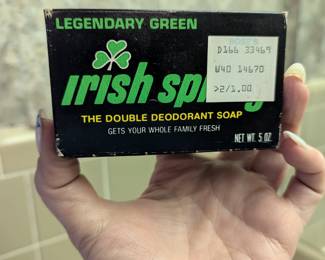 LEGENDARY GREEN
D166 33469
W40 14670
>2/1.00
irish
THE DOUBLE DEODORANT SOAP
GETS YOUR WHOLE FAMILY FRESH
NET WT. 5 OZ.